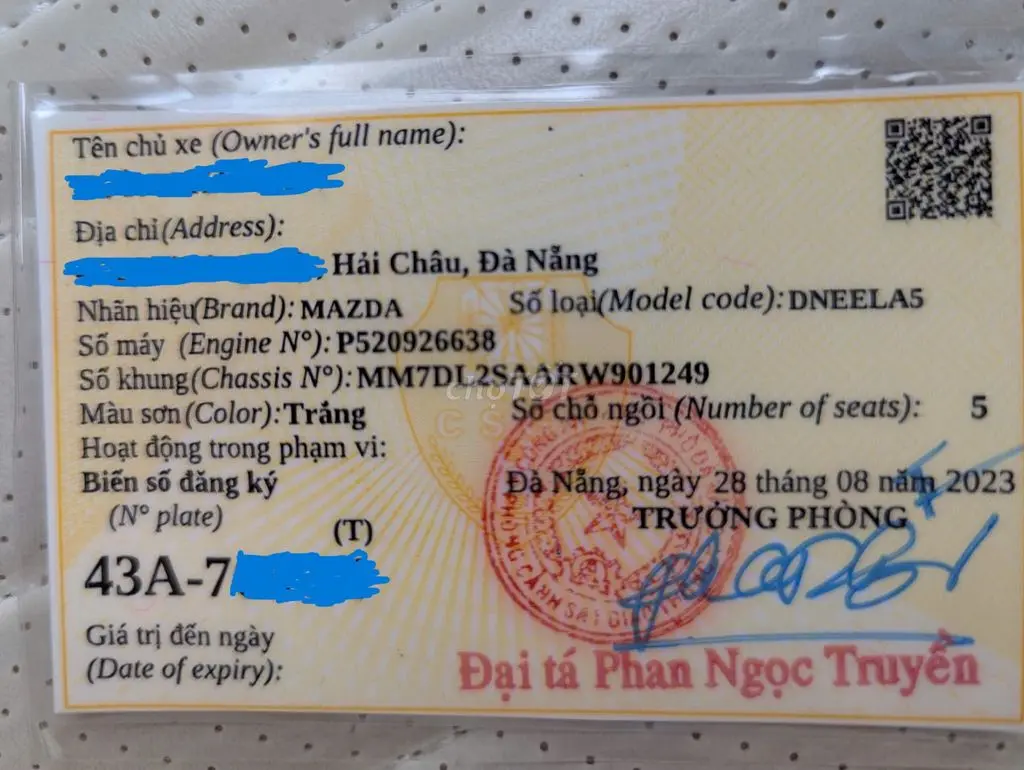 Tên chủ xe (Owner's full name):
Địa chỉ(Address):
Hải Châu, Đà Nẵng
Nhãn hiệu(Brand): MAZDA Số loại(Model code): DNEELA5
Số máy (Engine N°): P520926638
Số khung(Chassis N°): MM7DL2SAARW901249
choTOT
Màu sơn(Color): Trắng Số chỗ ngồi (Number of seats): 5
Hoạt động trong phạm vi:
Biển số đăng ký Đà Nẵng, ngày 28 tháng 08 năm 2023
(N° plate) TRƯỞNG PHÒNG
(T)
43A-7
Giá trị đến ngày
(Date of expiry):
Đại tá Phan Ngọc Truyền